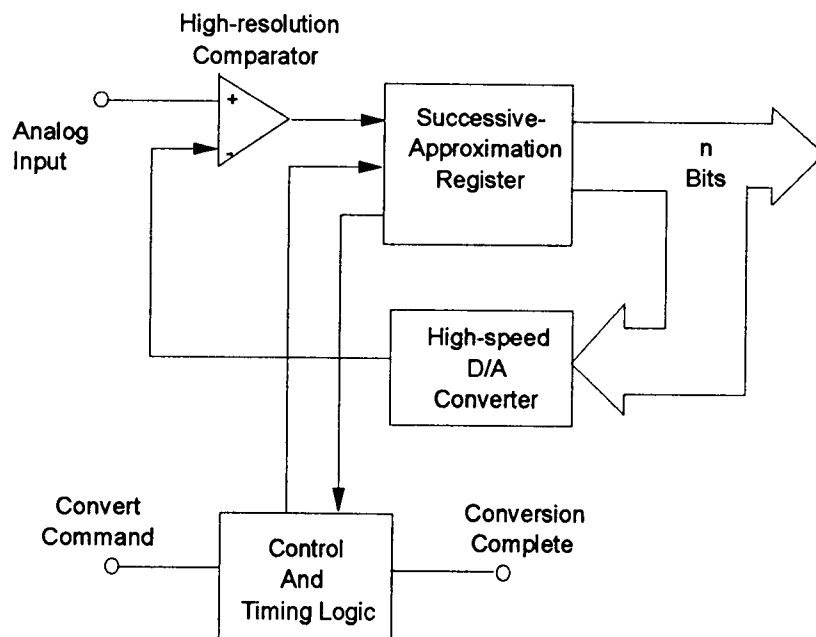 High-resolution
Comparator
+
-
Analog
Input
Successive-
Approximation
Register
n
Bits
High-speed
D/A
Converter
Convert
Command
Control
And
Timing Logic
Conversion
Complete